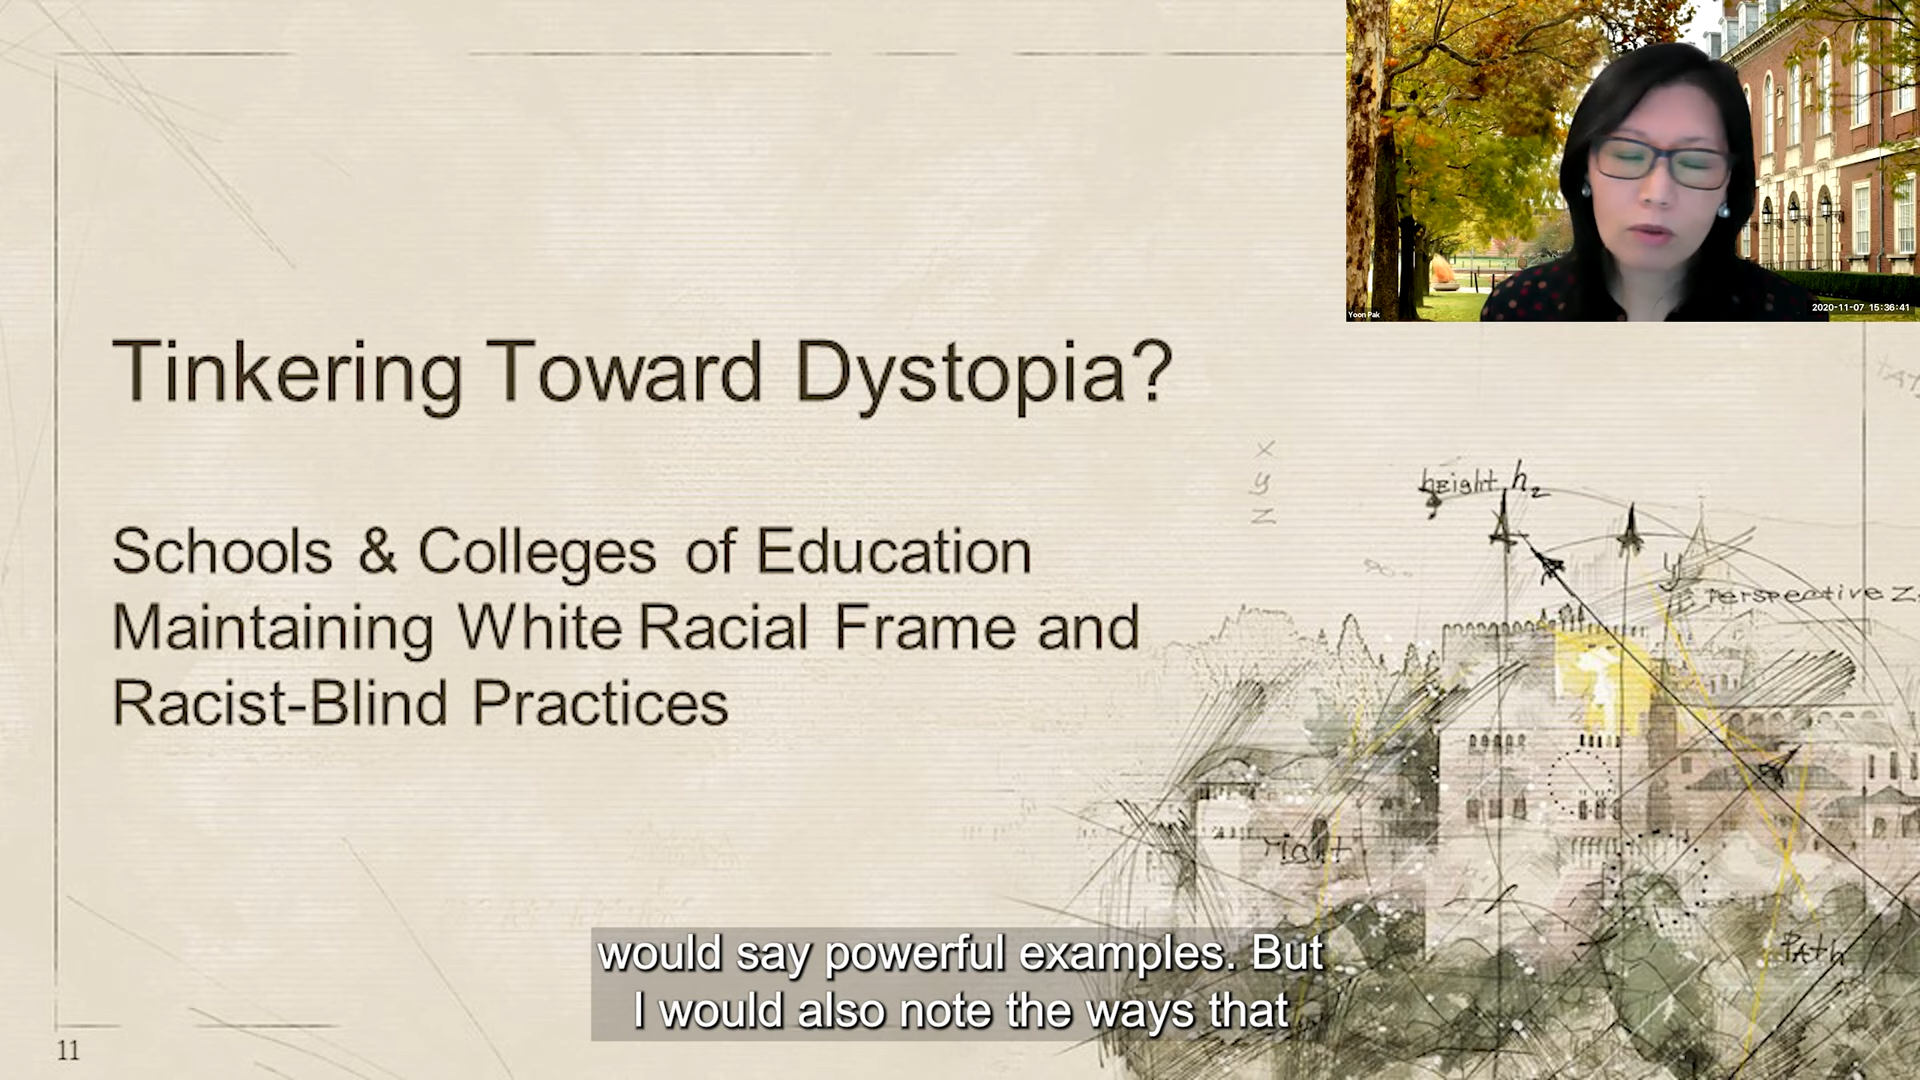 Yoon Pak
2020-11-07 15:36:41
Tinkering Toward Dystopia?
Schools & Colleges of Education
Maintaining White Racial Frame and
Racist-Blind Practices
x
y
z
height h2
y
perspective z
right
Path
would say powerful examples. But
I would also note the ways that
11